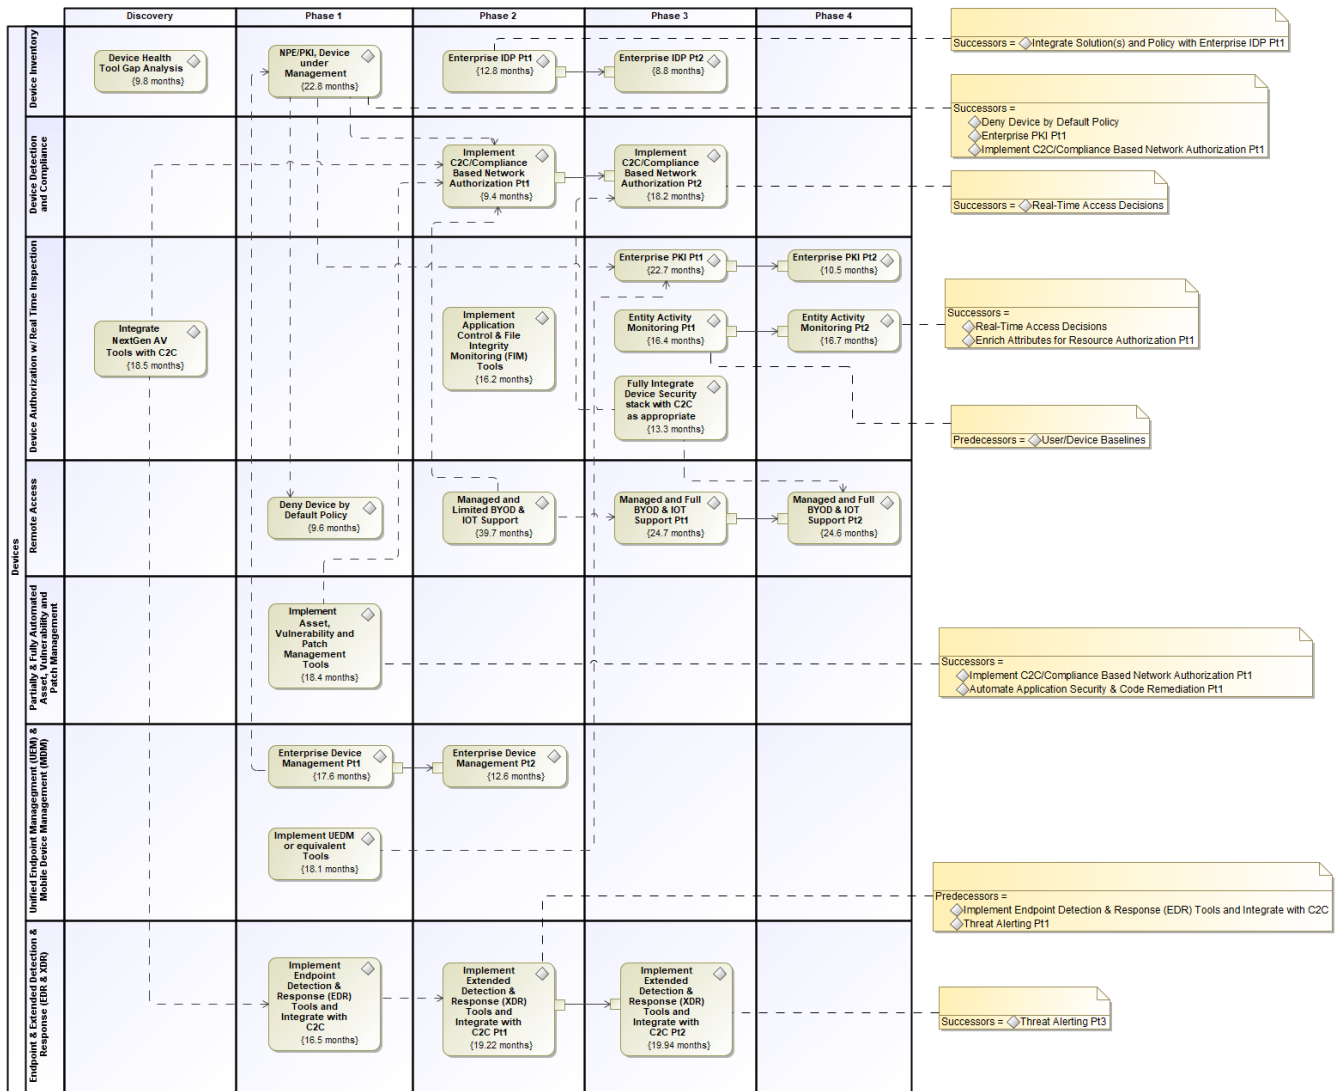 Discovery
Phase 1
Phase 2
Phase 3
Phase 4
Devices
Device Inventory
Device Health
Tool Gap Analysis
{9.8 months}
NPE/PKI, Device
under
Management
{22.8 months}
Enterprise IDP Pt1
{12.8 months}
Enterprise IDP Pt2
{8.8 months}
Successors = Integrate Solution(s) and Policy with Enterprise IDP Pt1
Successors =
Deny Device by Default Policy
Enterprise PKI Pt1
Implement C2C/Compliance Based Network Authorization Pt1
Device Detection
and Compliance
Implement
C2C/Compliance
Based Network
Authorization Pt1
{9.4 months}
Implement
C2C/Compliance
Based Network
Authorization Pt2
{18.2 months}
Successors = Real-Time Access Decisions
Device Authorization w/ Real Time Inspection
Integrate
NextGen AV
Tools with C2C
{18.5 months}
Implement
Application
Control & File
Integrity
Monitoring (FIM)
Tools
{16.2 months}
Enterprise PKI Pt1
{22.7 months}
Enterprise PKI Pt2
{10.5 months}
Entity Activity
Monitoring Pt1
{16.4 months}
Entity Activity
Monitoring Pt2
{16.7 months}
Fully Integrate
Device Security
stack with C2C
as appropriate
{13.3 months}
Successors =
Real-Time Access Decisions
Enrich Attributes for Resource Authorization Pt1
Predecessors = User/Device Baselines
Remote Access
Deny Device by
Default Policy
{9.6 months}
Managed and
Limited BYOD &
IOT Support
{39.7 months}
Managed and Full
BYOD & IOT
Support Pt1
{24.7 months}
Managed and Full
BYOD & IOT
Support Pt2
{24.6 months}
Partially & Fully Automated
Asset, Vulnerability and
Patch Management
Implement
Asset,
Vulnerability and
Patch
Management
Tools
{18.4 months}
Successors =
Implement C2C/Compliance Based Network Authorization Pt1
Automate Application Security & Code Remediation Pt1
Unified Endpoint Managegment (UEM) &
Mobile Device Management (MDM)
Enterprise Device
Management Pt1
{17.6 months}
Enterprise Device
Management Pt2
{12.6 months}
Implement UEDM
or equivalent
Tools
{18.1 months}
Predecessors =
Implement Endpoint Detection & Response (EDR) Tools and Integrate with C2C
Threat Alerting Pt1
Endpoint & Extended Detection &
Response (EDR & XDR)
Implement
Endpoint
Detection &
Response (EDR)
Tools and
Integrate with
C2C
{16.5 months}
Implement
Extended
Detection &
Response (XDR)
Tools and
Integrate with
C2C Pt1
{19.22 months}
Implement
Extended
Detection &
Response (XDR)
Tools and
Integrate with
C2C Pt2
{19.94 months}
Successors = Threat Alerting Pt3